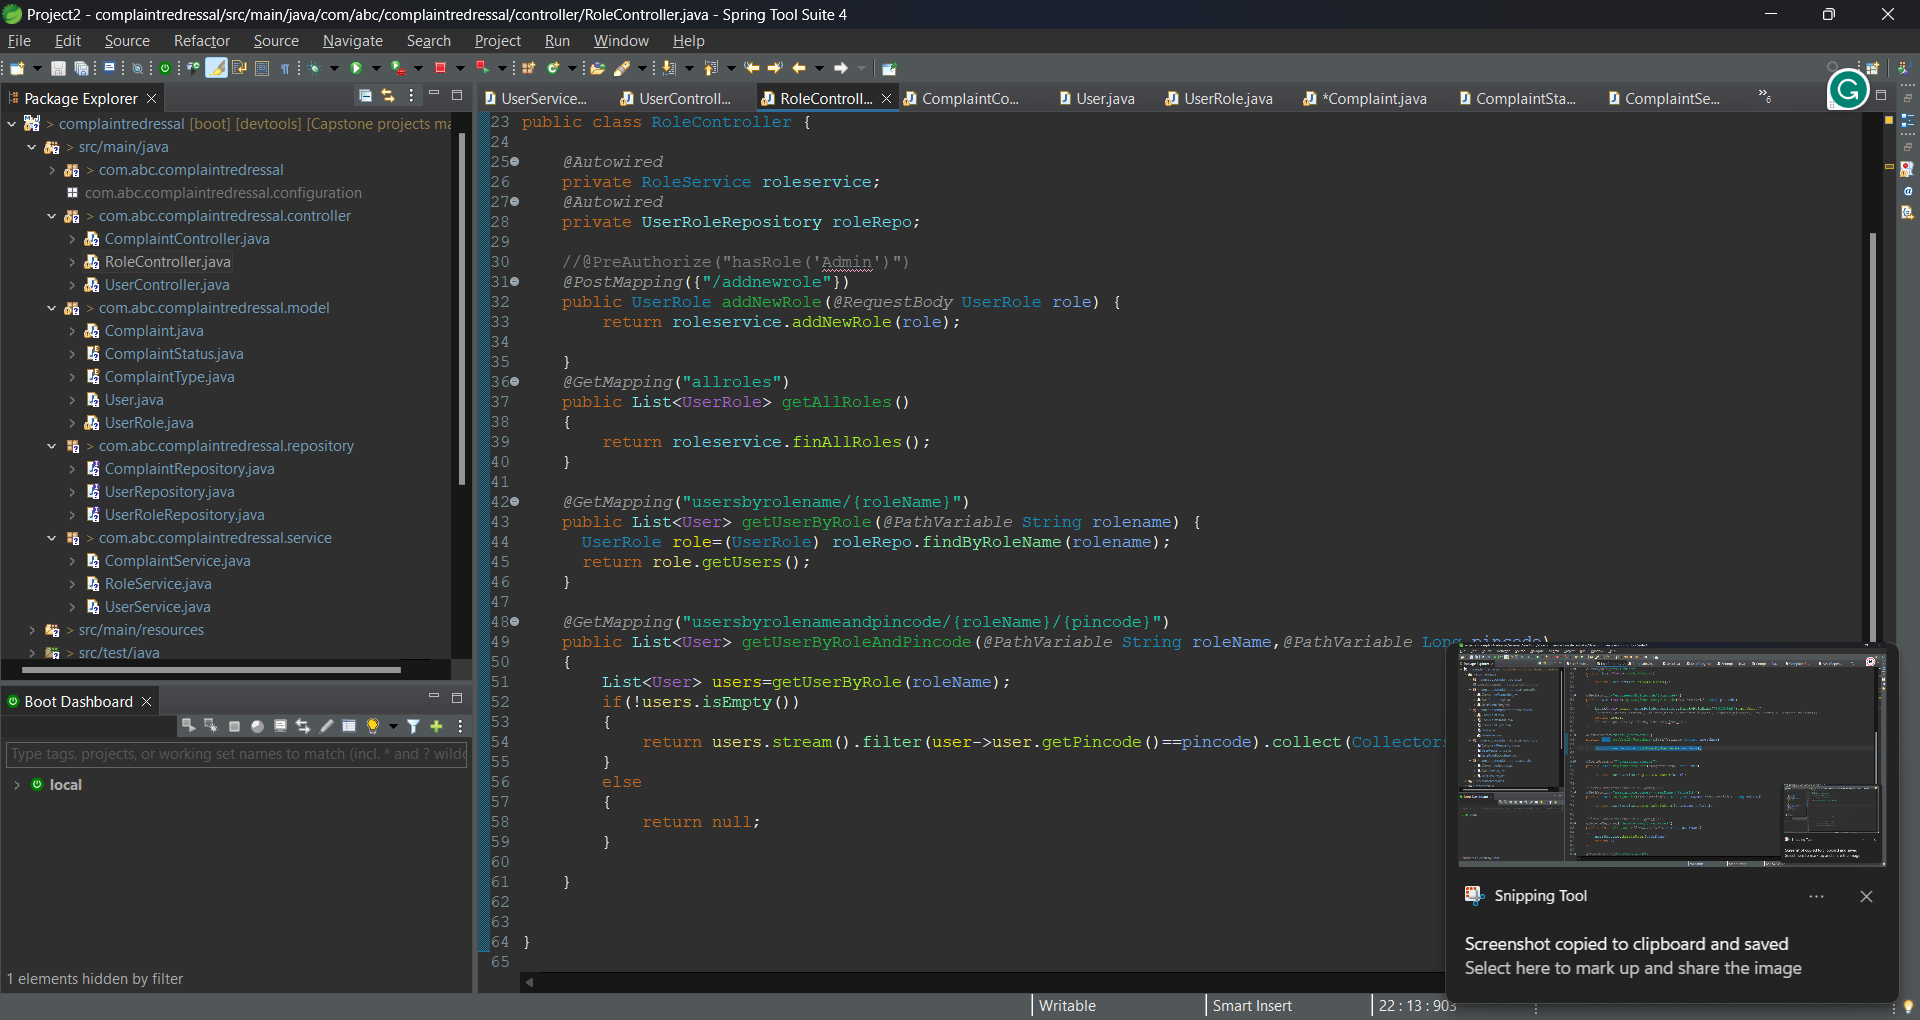 Project2 - complaintredressal/src/main/java/com/abc/complaintredressal/controller/RoleController.java - Spring Tool Suite 4
File Edit Source Refactor Source Navigate Search Project Run Window Help
Package Explorer
UserService... UserControll... RoleControll... ComplaintCo... User.java UserRole.java *Complaint.java ComplaintSta... ComplaintSe... »6
> complaintredressal [boot] [devtools] [Capstone projects ma
> src/main/java
> com.abc.complaintredressal
com.abc.complaintredressal.configuration
> com.abc.complaintredressal.controller
ComplaintController.java
RoleController.java
UserController.java
> com.abc.complaintredressal.model
Complaint.java
ComplaintStatus.java
ComplaintType.java
User.java
UserRole.java
> com.abc.complaintredressal.repository
ComplaintRepository.java
UserRepository.java
UserRoleRepository.java
> com.abc.complaintredressal.service
ComplaintService.java
RoleService.java
UserService.java
> src/main/resources
> src/test/java
Boot Dashboard
Type tags, projects, or working set names to match (incl. * and ? wildc
local
1 elements hidden by filter
23 public class RoleController {
24
25 @Autowired
26 private RoleService roleservice;
27 @Autowired
28 private UserRoleRepository roleRepo;
29
30 //@PreAuthorize("hasRole('Admin')")
31 @PostMapping({"/addnewrole"})
32 public UserRole addNewRole(@RequestBody UserRole role) {
33 return roleservice.addNewRole(role);
34
35 }
36 @GetMapping("allroles")
37 public List<UserRole> getAllRoles()
38 {
39 return roleservice.finAllRoles();
40 }
41
42 @GetMapping("usersbyrolename/{roleName}")
43 public List<User> getUserByRole(@PathVariable String rolename) {
44 UserRole role=(UserRole) roleRepo.findByRoleName(rolename);
45 return role.getUsers();
46 }
47
48 @GetMapping("usersbyrolenameandpincode/{roleName}/{pincode}")
49 public List<User> getUserByRoleAndPincode(@PathVariable String roleName,@PathVariable Long pincode)
50 {
51 List<User> users=getUserByRole(roleName);
52 if(!users.isEmpty())
53 {
54 return users.stream().filter(user->user.getPincode()==pincode).collect(Collectors
55 }
56 else
57 {
58 return null;
59 }
60
61 }
62
63
64 }
65
Snipping Tool
Screenshot copied to clipboard and saved
Select here to mark up and share the image
Writable Smart Insert 22 : 13 : 903